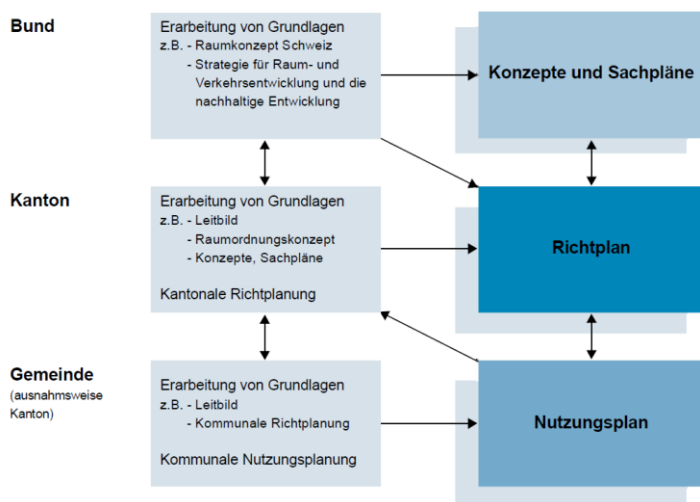 Bund
Erarbeitung von Grundlagen
z.B. - Raumkonzept Schweiz
- Strategie für Raum- und
Verkehrsentwicklung und die
nachhaltige Entwicklung
Konzepte und Sachpläne
Kanton
Erarbeitung von Grundlagen
z.B. - Leitbild
- Raumordnungskonzept
- Konzepte, Sachpläne
Kantonale Richtplanung
Richtplan
Gemeinde
(ausnahmsweise
Kanton)
Erarbeitung von Grundlagen
z.B. - Leitbild
- Kommunale Richtplanung
Kommunale Nutzungsplanung
Nutzungsplan